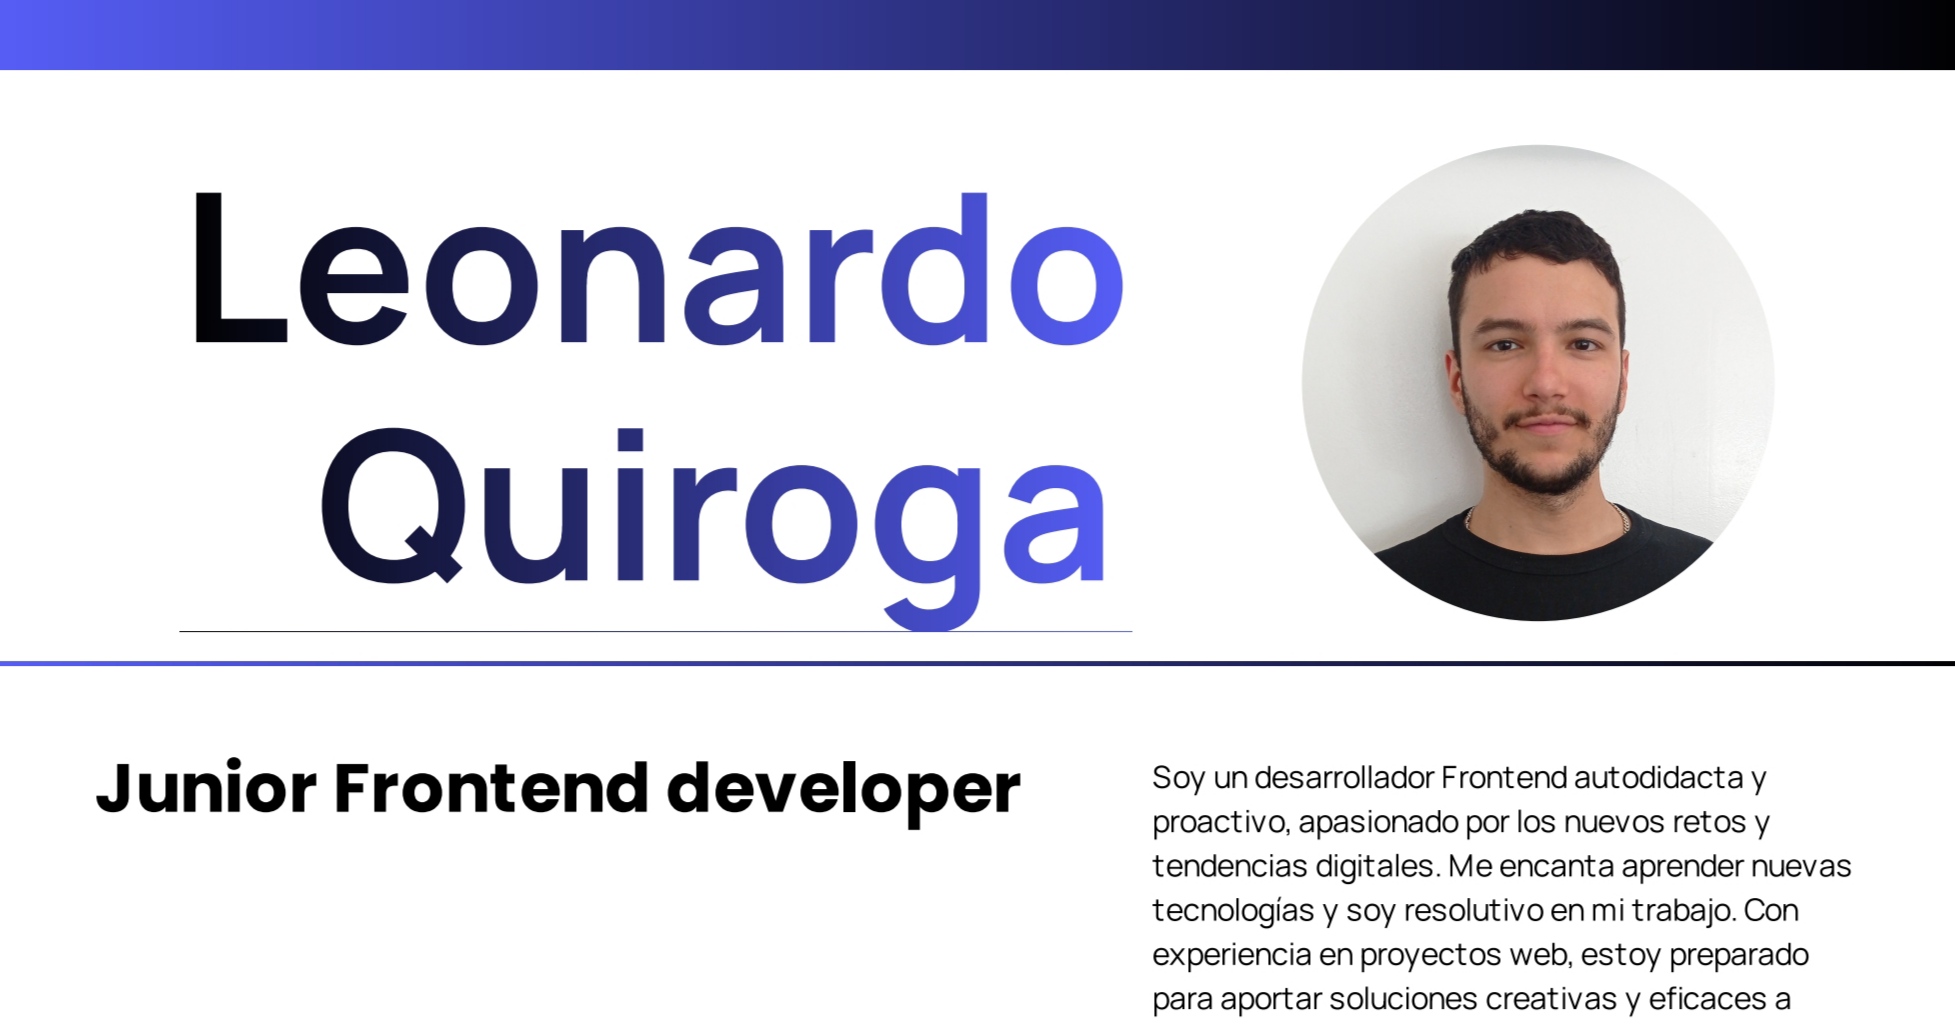 Leonardo
Quiroga
Junior Frontend developer
Soy un desarrollador Frontend autodidacta y
proactivo, apasionado por los nuevos retos y
tendencias digitales. Me encanta aprender nuevas
tecnologías y soy resolutivo en mi trabajo. Con
experiencia en proyectos web, estoy preparado
para aportar soluciones creativas y eficaces a